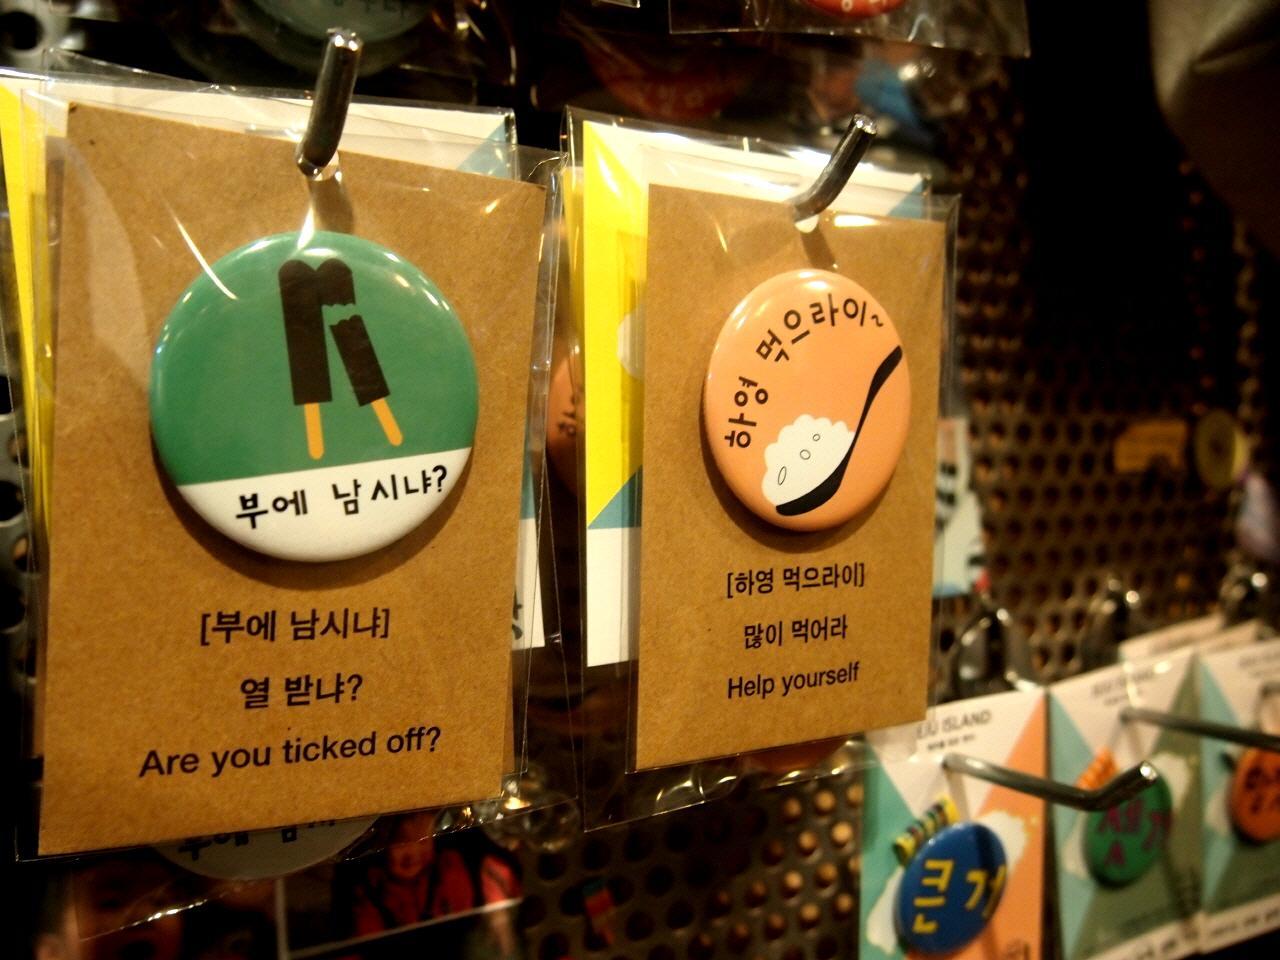 부에 남시냐?
[부에 남시냐]
열 받냐?
Are you ticked off?
하영 먹으라이~
[하영 먹으라이]
많이 먹어라
Help yourself
ISLAND
큰거